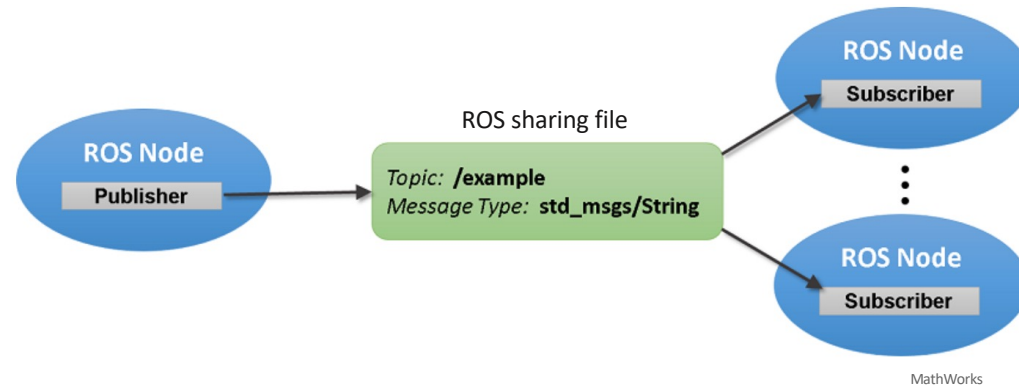 ROS Node
Publisher
ROS sharing file
Topic: /example
Message Type: std_msgs/String
ROS Node
Subscriber
ROS Node
Subscriber
MathWorks